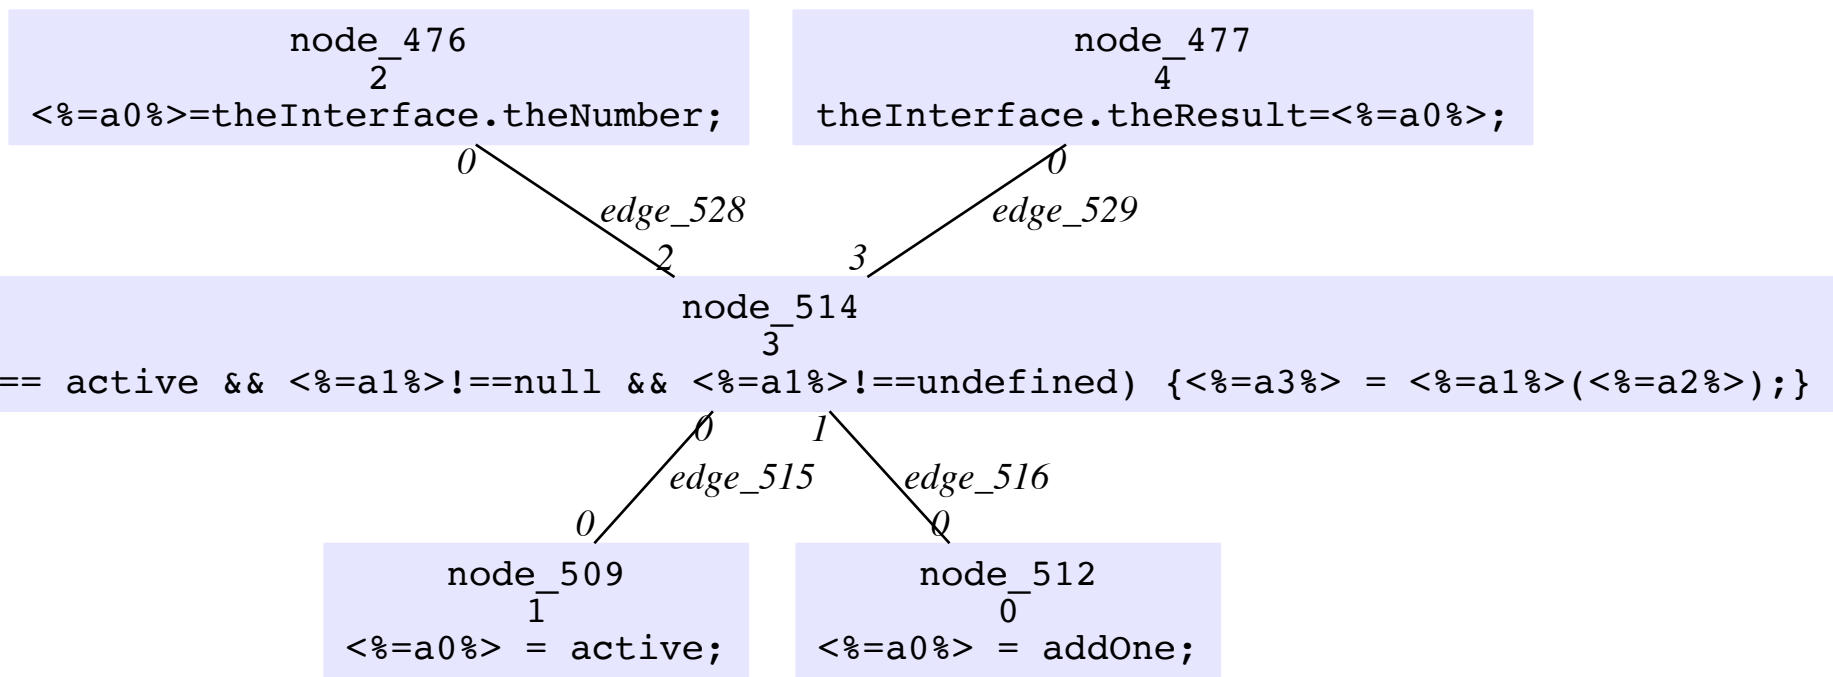 node_476
2
<%=a0%>=theInterface.theNumber;
node_477
4
theInterface.theResult=<%=a0%>;
0
0
edge_528
edge_529
2
3
node_514
3
== active && <%=a1%>!==null && <%=a1%>!==undefined) {<%=a3%> = <%=a1%>(<%=a2%>);}
0
1
edge_515
edge_516
0
0
node_509
1
<%=a0%> = active;
node_512
0
<%=a0%> = addOne;